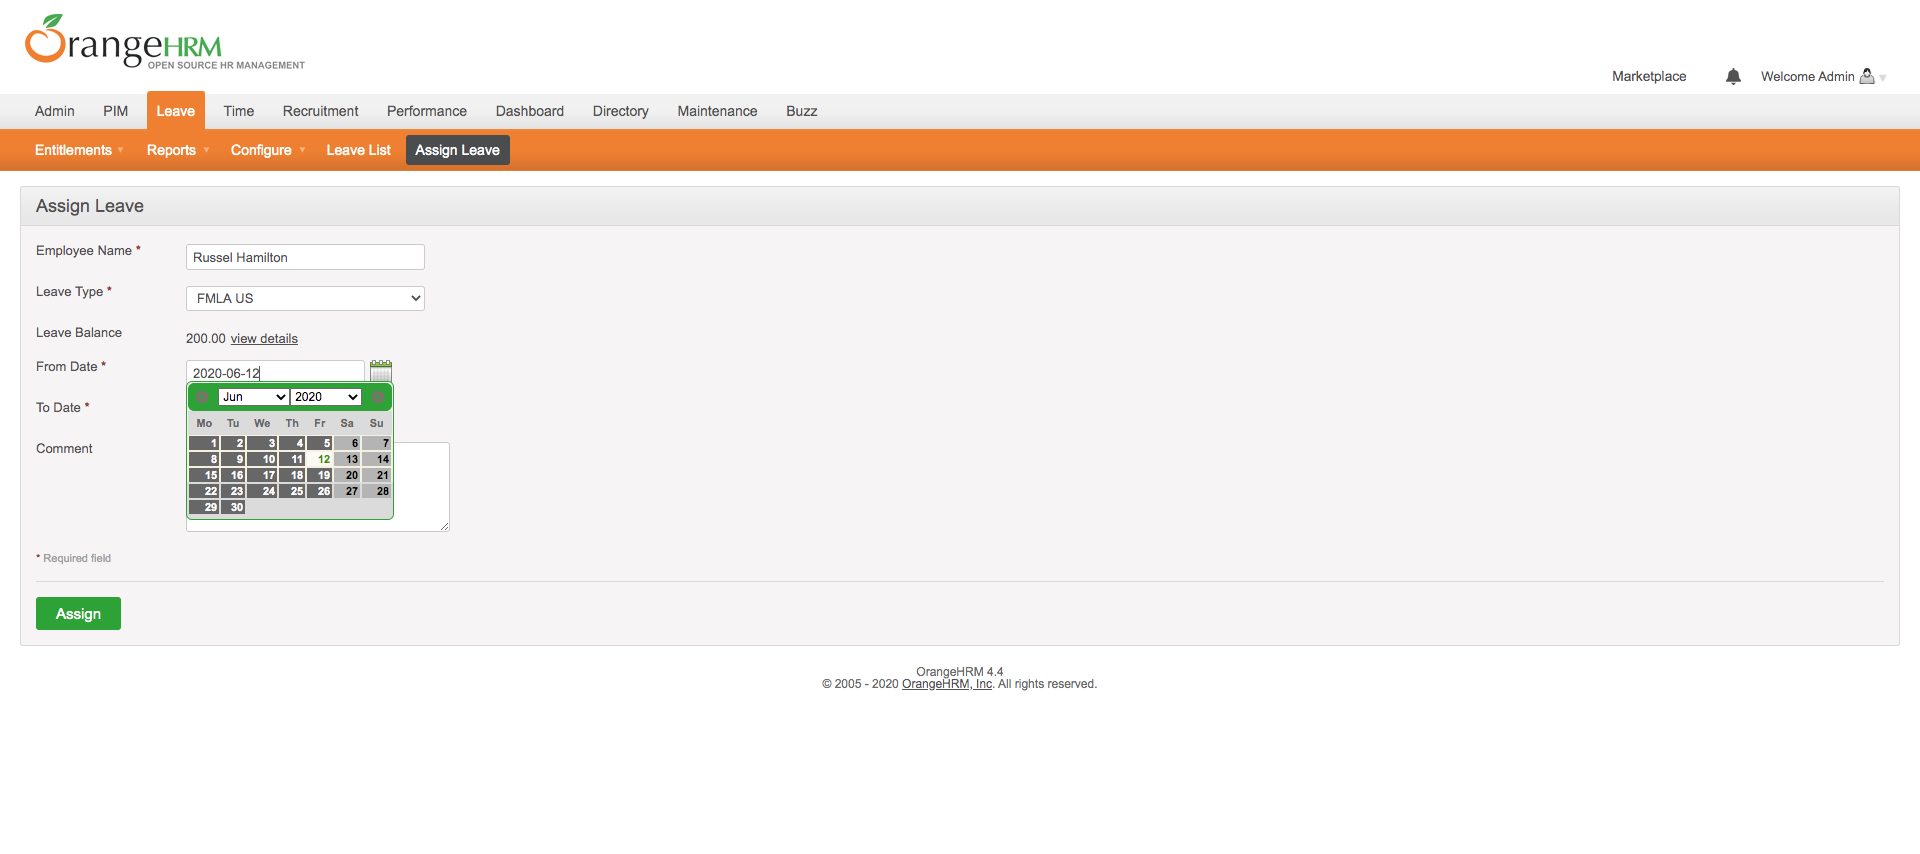 OrangeHRM
OPEN SOURCE HR MANAGEMENT
Marketplace Welcome Admin
Admin PIM Leave Time Recruitment Performance Dashboard Directory Maintenance Buzz
Entitlements Reports Configure Leave List Assign Leave
Assign Leave
Employee Name * Russel Hamilton
Leave Type * FMLA US
Leave Balance 200.00 view details
From Date * 2020-06-12
To Date *
Jun 2020
Mo Tu We Th Fr Sa Su
1 2 3 4 5 6 7
8 9 10 11 12 13 14
15 16 17 18 19 20 21
22 23 24 25 26 27 28
29 30
Comment
* Required field
Assign
OrangeHRM 4.4
© 2005 - 2020 OrangeHRM, Inc. All rights reserved.